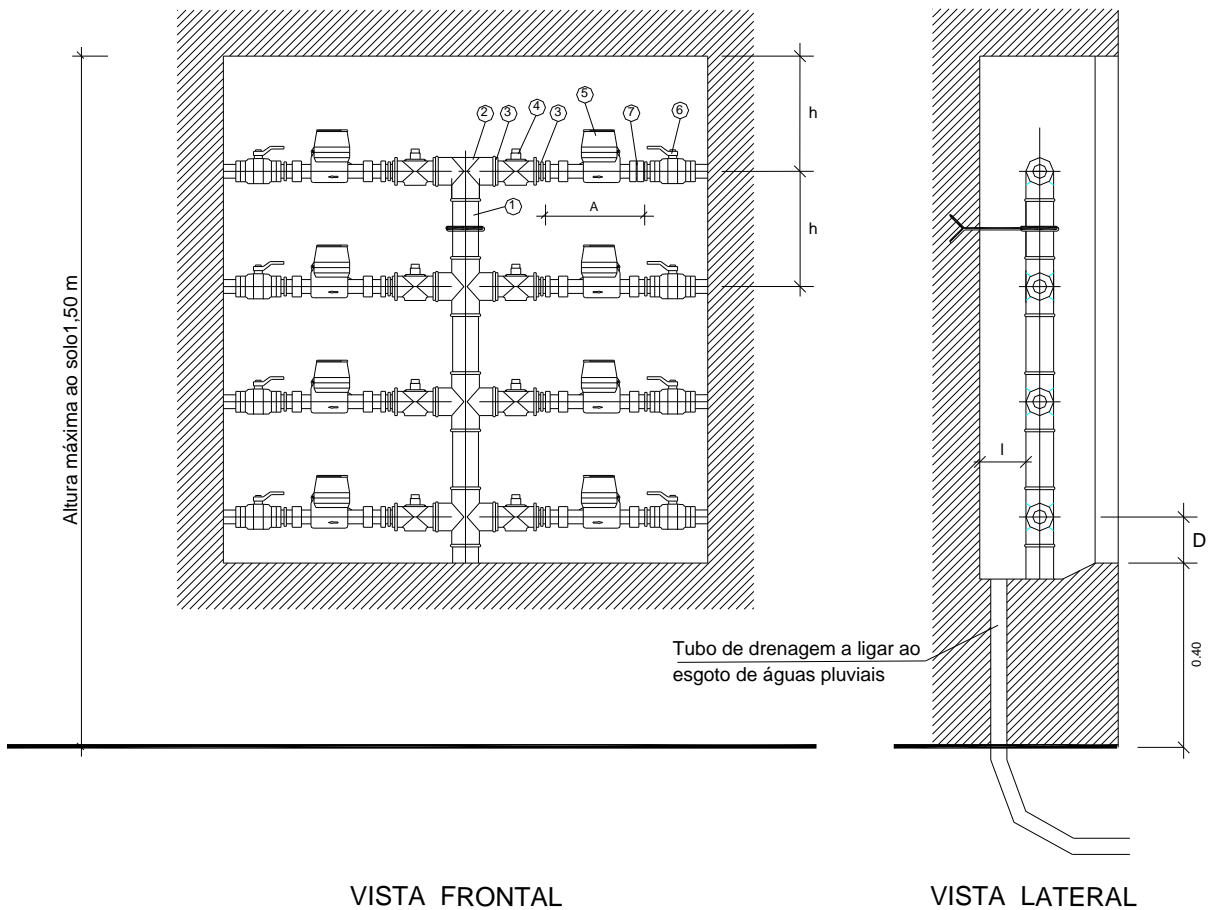 5
2
3
4
3
7
6
h
1
A
h
Altura máxima ao solo1,50 m
l
D
Tubo de drenagem a ligar ao
esgoto de águas pluviais
0.40
VISTA FRONTAL
VISTA LATERAL